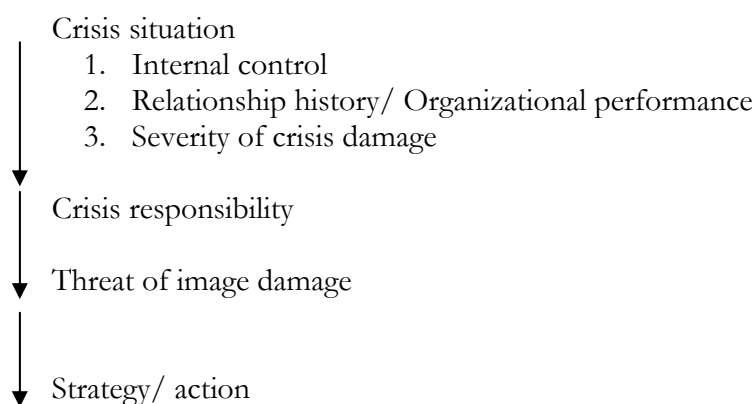 Crisis situation
1. Internal control
2. Relationship history/ Organizational performance
3. Severity of crisis damage
Crisis responsibility
Threat of image damage
Strategy/ action